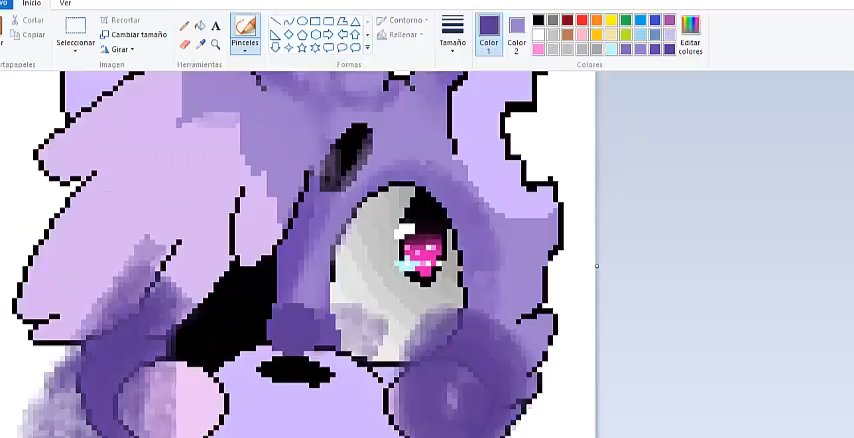 Inicio Ver
Cortar
Copiar
Seleccionar
Recortar
Cambiar tamaño
Girar
A
Pinceles
Contorno
Rellenar
Tamaño
Color
1
Color
2
Editar
colores
Imagen
Herramientas
Formas
Colores